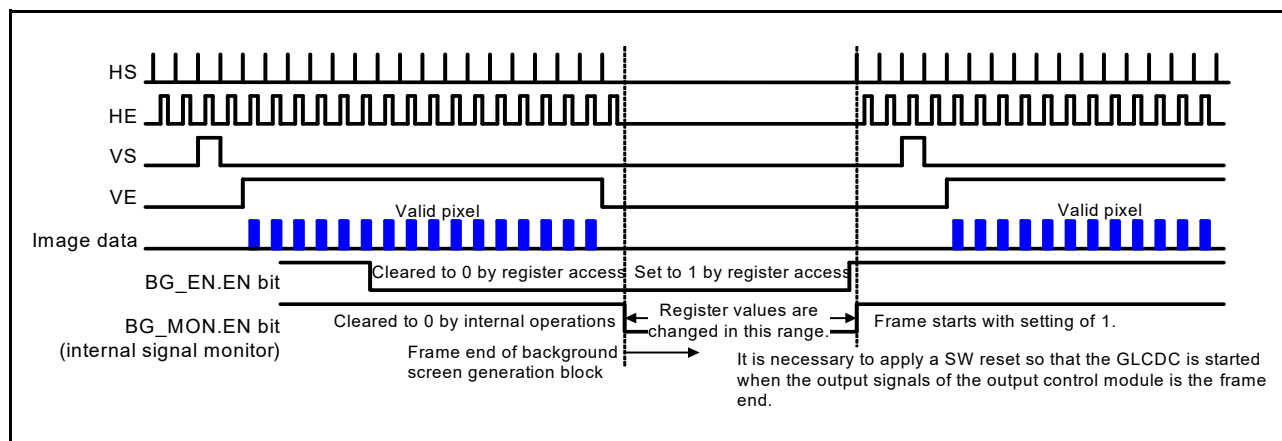 HS
HE
VS
VE
Valid pixel
Valid pixel
Image data
Cleared to 0 by register access
Set to 1 by register access
BG_EN.EN bit
BG_MON.EN bit
(internal signal monitor)
Cleared to 0 by internal operations
Register values are
changed in this range.
Frame starts with setting of 1.
Frame end of background
screen generation block
It is necessary to apply a SW reset so that the GLCDC is started
when the output signals of the output control module is the frame
end.